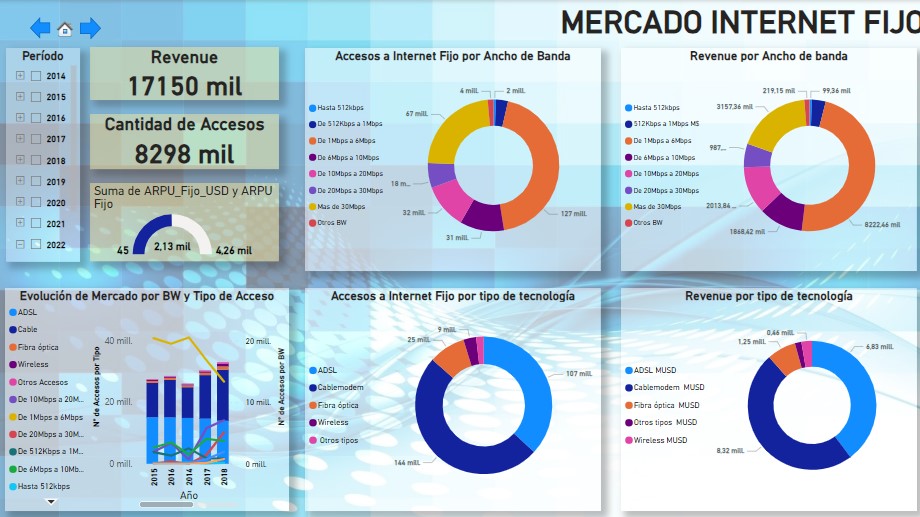 MERCADO INTERNET FIJO
Período
2014
2015
2016
2017
2018
2019
2020
2021
2022
Revenue
17150 mil
Cantidad de Accesos
8298 mil
Suma de ARPU_Fijo_USD y ARPU
Fijo
45
2,13 mil
4,26 mil
Accesos a Internet Fijo por Ancho de Banda
Hasta 512kbps
De 512Kbps a 1Mbps
De 1Mbps a 6Mbps
De 6Mbps a 10Mbps
De 10Mbps a 20Mbps
De 20Mbps a 30Mbps
Mas de 30Mbps
Otros BW
4 mill.
2 mill.
67 mill.
18 m...
32 mill.
31 mill.
127 mill.
Revenue por Ancho de banda
Hasta 512kbps
512Kbps a 1Mbps M$
De 1Mbps a 6Mbps
De 6Mbps a 10Mbps
De 10Mbps a 20Mbps
De 20Mbps a 30Mbps
Mas de 30Mbps
Otros BW
219,15 mill.
99,36 mill
3157,36 mill
987,...
2013,84 ...
1868,42 mill
8222,46 mill
Evolución de Mercado por BW y Tipo de Acceso
ADSL
Cable
Fibra óptica
Wireless
Otros Accesos
De 10Mbps a 20M...
De 1Mbps a 6Mbps
De 20Mbps a 30M...
De 512Kbps a 1M...
De 6Mbps a 10Mb...
Hasta 512kbps
N° de Accesos por Tipo
40 mill.
20 mill.
0 mill.
20 mill.
10 mill.
0 mill.
N° de Accesos por BW
2015
2016
2014
2017
2018
Año
Accesos a Internet Fijo por tipo de tecnología
ADSL
Cablemodem
Fibra óptica
Wireless
Otros tipos
9 mill.
25 mill.
107 mill.
144 mill.
Revenue por tipo de tecnología
ADSL MUSD
Cablemodem MUSD
Fibra óptica MUSD
Otros tipos MUSD
Wireless MUSD
0,46 mill.
1,25 mill.
6,83 mill.
8,32 mill.